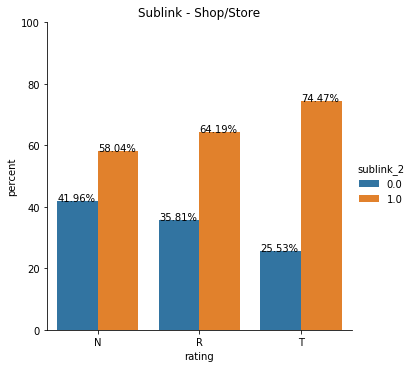 Sublink - Shop/Store
100
80
60
40
20
0
percent
41.96%
58.04%
35.81%
64.19%
25.53%
74.47%
N
R
T
rating
sublink_2
0.0
1.0